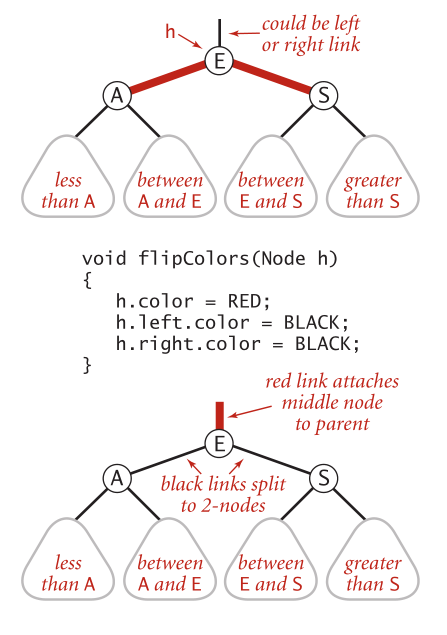 could be left
or right link
h
E
A
S
less
than A
between
A and E
between
E and S
greater
than S
void flipColors(Node h)
{
   h.color = RED;
   h.left.color = BLACK;
   h.right.color = BLACK;
}
red link attaches
middle node
to parent
E
A
S
black links split
to 2-nodes
less
than A
between
A and E
between
E and S
greater
than S